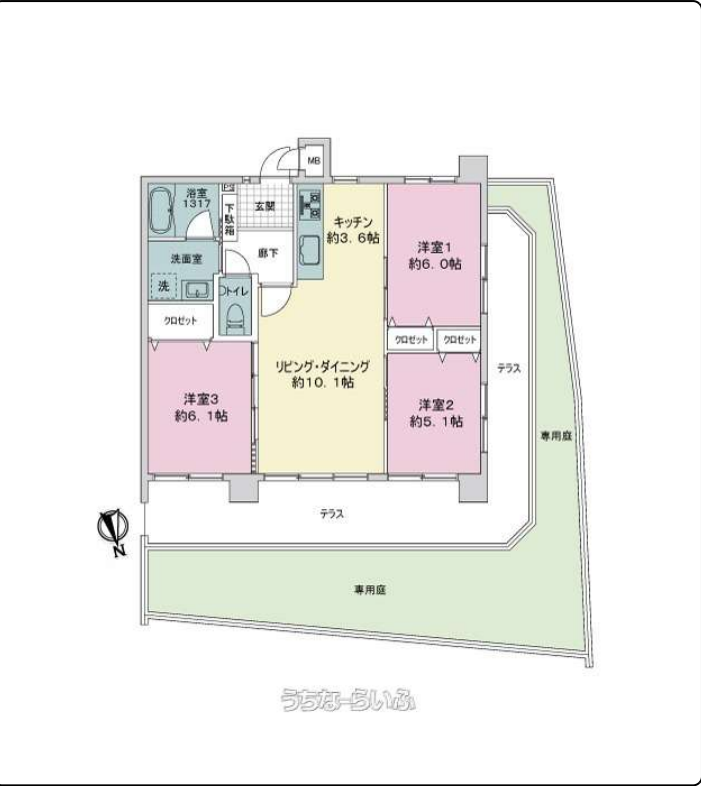 MB
浴室
1317
PS
下駄箱
玄関
キッチン
約3.6帖
洋室1
約6.0帖
洗面室
廊下
洗
トイレ
クロゼット
クロゼット
クロゼット
リビング・ダイニング
約10.1帖
テラス
洋室3
約6.1帖
洋室2
約5.1帖
専用庭
テラス
N
専用庭
うちなーらいふ